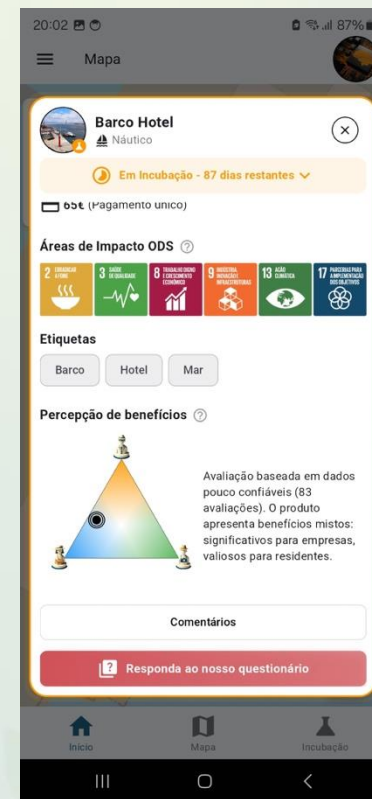 20:02 87%
Mapa
Barco Hotel
Náutico
Em Incubação - 87 dias restantes
65€ (Pagamento único)
Áreas de Impacto ODS ?
2 ERRADICAR A FOME
3 SAÚDE DE QUALIDADE
8 TRABALHO DIGNO E CRESCIMENTO ECONÓMICO
9 INDÚSTRIA, INOVAÇÃO E INFRAESTRUTURAS
13 AÇÃO CLIMÁTICA
17 PARCERIAS PARA A IMPLEMENTAÇÃO DOS OBJETIVOS
Etiquetas
Barco Hotel Mar
Percepção de benefícios ?
Avaliação baseada em dados
pouco confiáveis (83
avaliações). O produto
apresenta benefícios mistos:
significativos para empresas,
valiosos para residentes.
Comentários
? Responda ao nosso questionário
Início Mapa Incubação